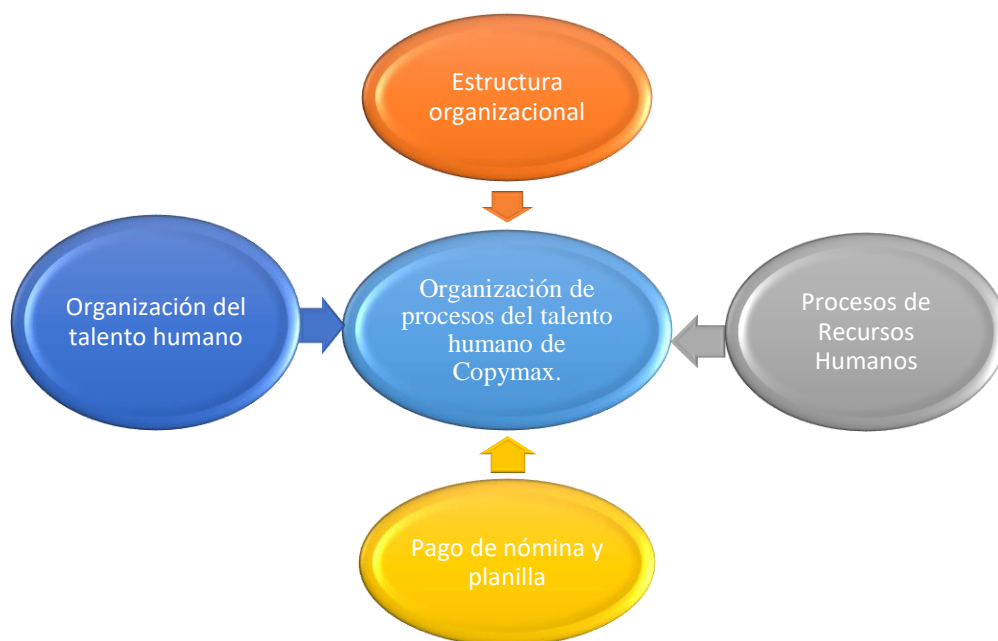 Estructura
organizacional
Organización del
talento humano
Organización de
procesos del talento
humano de
Copymax.
Procesos de
Recursos
Humanos
Pago de nómina y
planilla